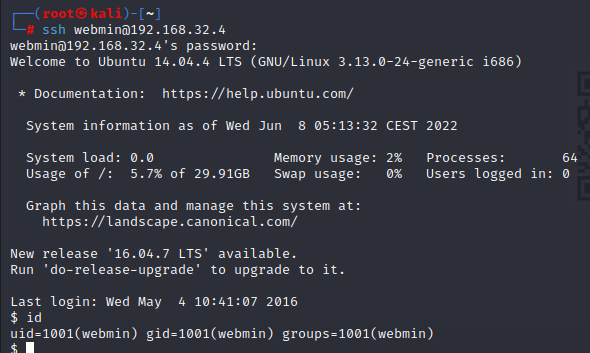 ┌──(root㉿kali)-[~]
└─# ssh webmin@192.168.32.4
webmin@192.168.32.4's password:
Welcome to Ubuntu 14.04.4 LTS (GNU/Linux 3.13.0-24-generic i686)
* Documentation:  https://help.ubuntu.com/
System information as of Wed Jun  8 05:13:32 CEST 2022
System load: 0.0               Memory usage: 2%   Processes:       64
Usage of /:  5.7% of 29.91GB   Swap usage:   0%   Users logged in: 0
Graph this data and manage this system at:
https://landscape.canonical.com/
New release '16.04.7 LTS' available.
Run 'do-release-upgrade' to upgrade to it.
Last login: Wed May  4 10:41:07 2016
$ id
uid=1001(webmin) gid=1001(webmin) groups=1001(webmin)
$